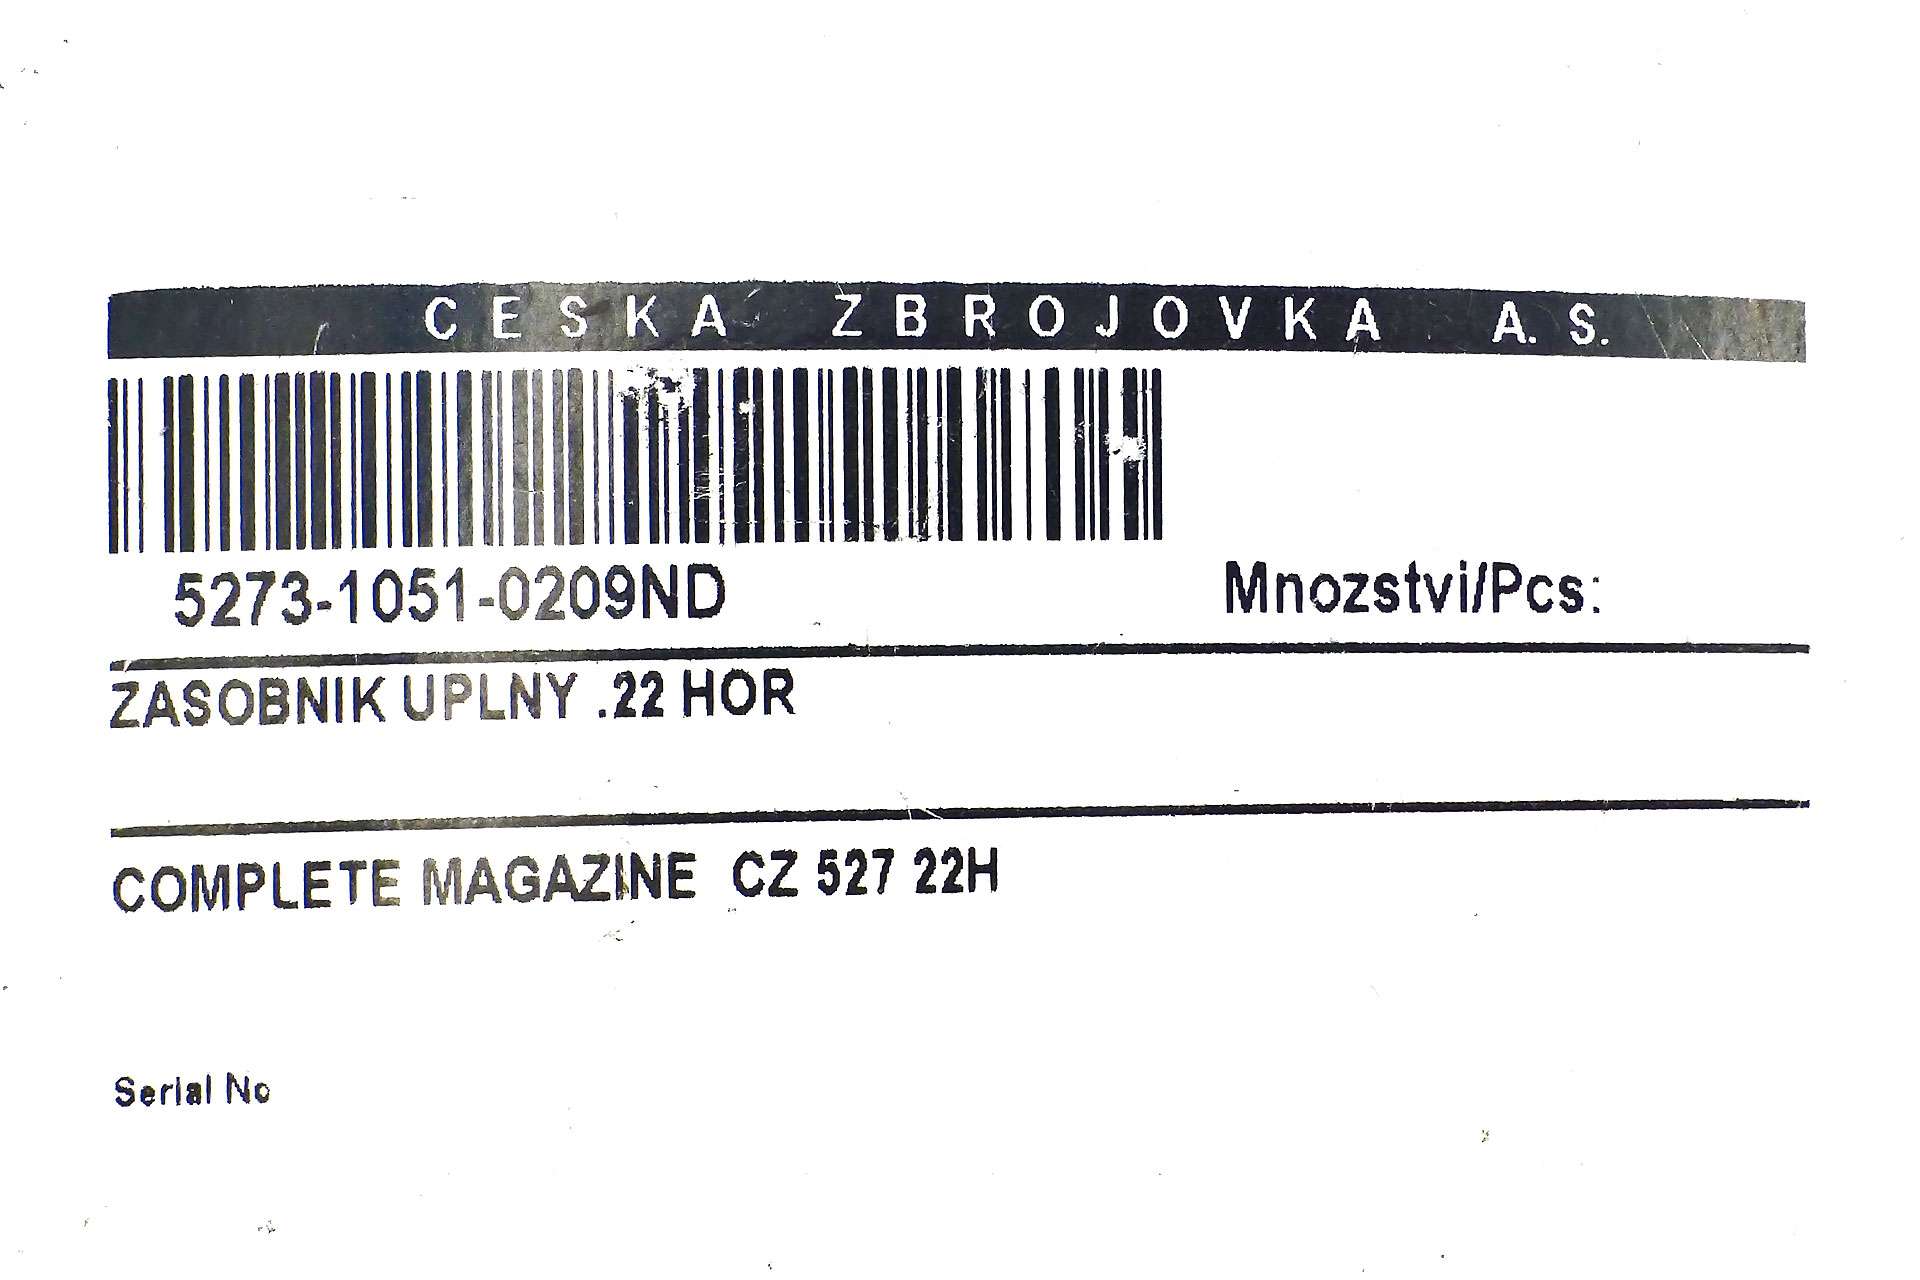 CESKA ZBROJOVKA A.S.
5273-1051-0209ND
Mnozstvi/Pcs:
ZASOBNIK UPLNY .22 HOR
COMPLETE MAGAZINE CZ 527 22H
Serial No